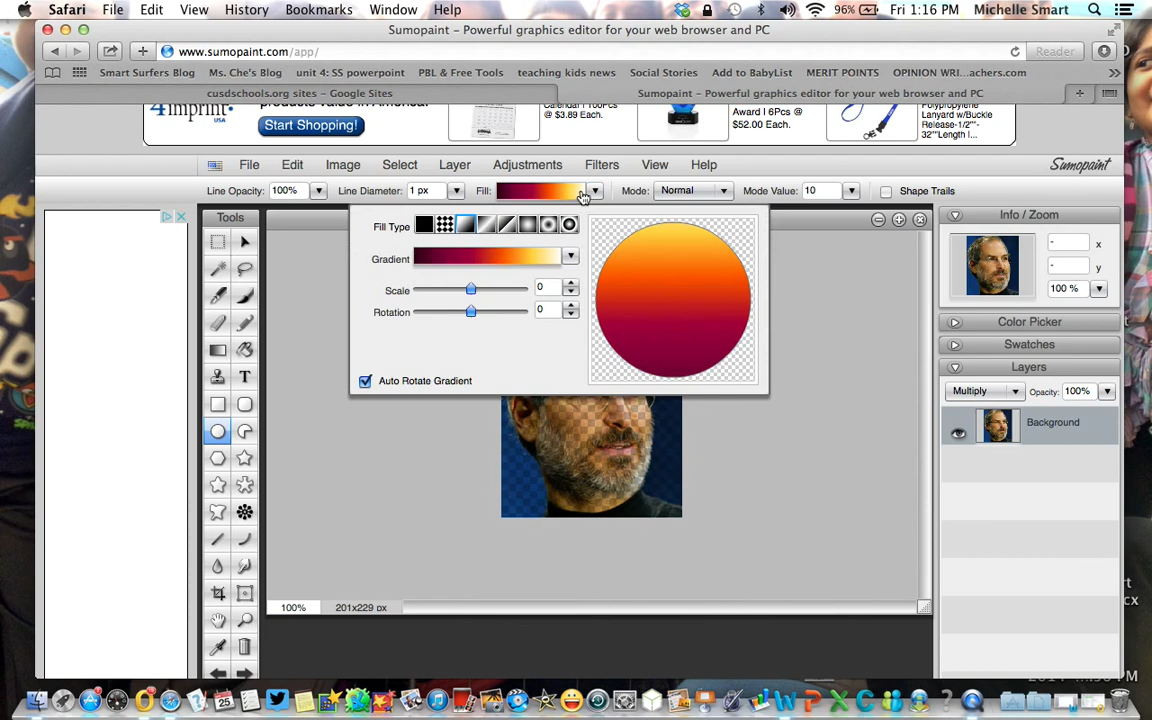 Safari File Edit View History Bookmarks Window Help 96% Fri 1:16 PM Michelle Smart
Sumopaint – Powerful graphics editor for your web browser and PC
www.sumopaint.com/app/ Reader
Smart Surfers Blog Ms. Che's Blog unit 4: SS powerpoint PBL & Free Tools teaching kids news Social Stories Add to BabyList MERIT POINTS OPINION WRI...achers.com
cusdschools.org sites – Google Sites Sumopaint – Powerful graphics editor for your web browser and PC
4imprint USA
Start Shopping!
Calendar | 100Pcs
@ $3.89 Each.
Award | 6Pcs @
$52.00 Each.
Polypropylene
Lanyard w/Buckle
Release-1/2""-
32""Length I...
File Edit Image Select Layer Adjustments Filters View Help Sumopaint
Line Opacity: 100% Line Diameter: 1 px Fill: Mode: Normal Mode Value: 10 Shape Trails
Tools
Fill Type
Gradient
Scale 0
Rotation 0
Auto Rotate Gradient
Info / Zoom
- x
- y
100 %
Color Picker
Swatches
Layers
Multiply Opacity: 100%
Background
100% 201x229 px
T
25